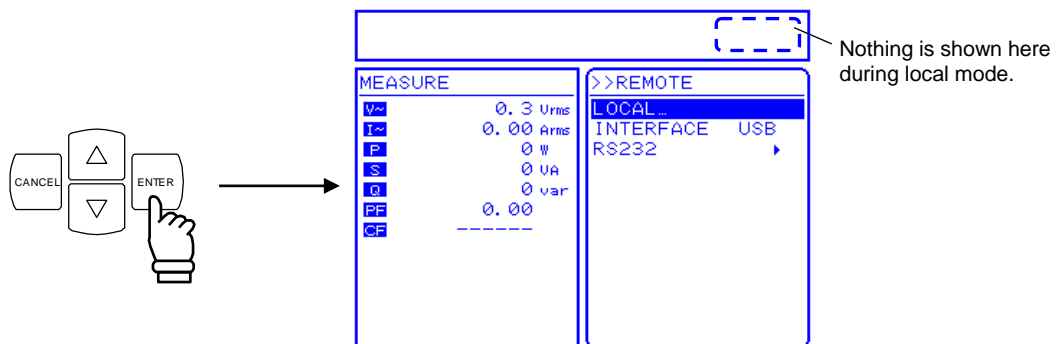 Nothing is shown here
during local mode.
CANCEL
ENTER
MEASURE
V~ 0.3 Vrms
I~ 0.00 Arms
P 0 W
S 0 VA
Q 0 var
PF 0.00
CF ------
>>REMOTE
LOCAL…
INTERFACE USB
RS232